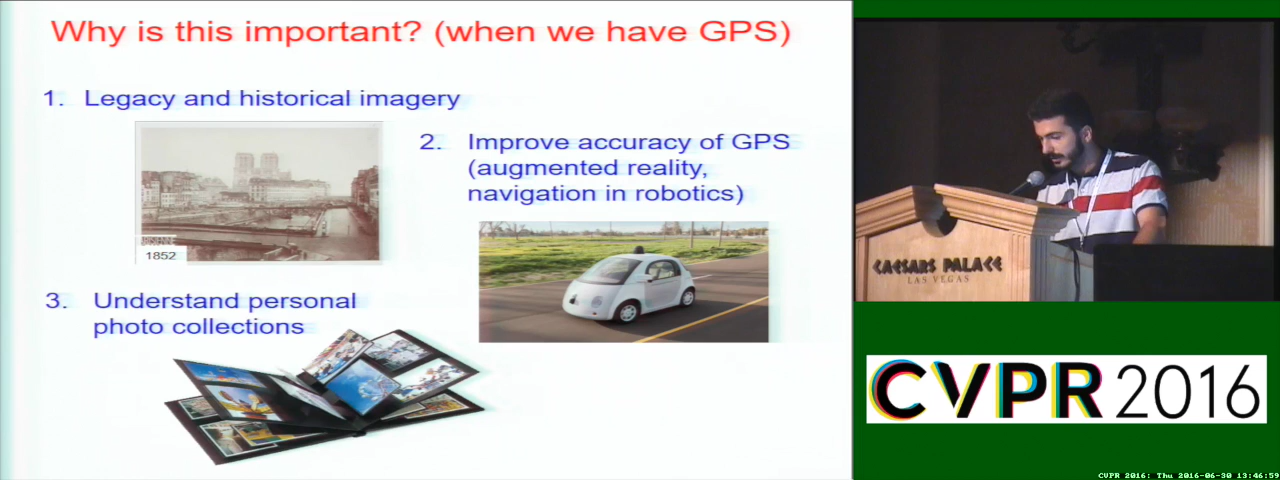 Why is this important? (when we have GPS)
1. Legacy and historical imagery
2. Improve accuracy of GPS
(augmented reality,
navigation in robotics)
1852
3. Understand personal
photo collections
CAESARS PALACE
LAS VEGAS
CVPR 2016
CVPR 2016: Thu 2016-06-30 13:46:59